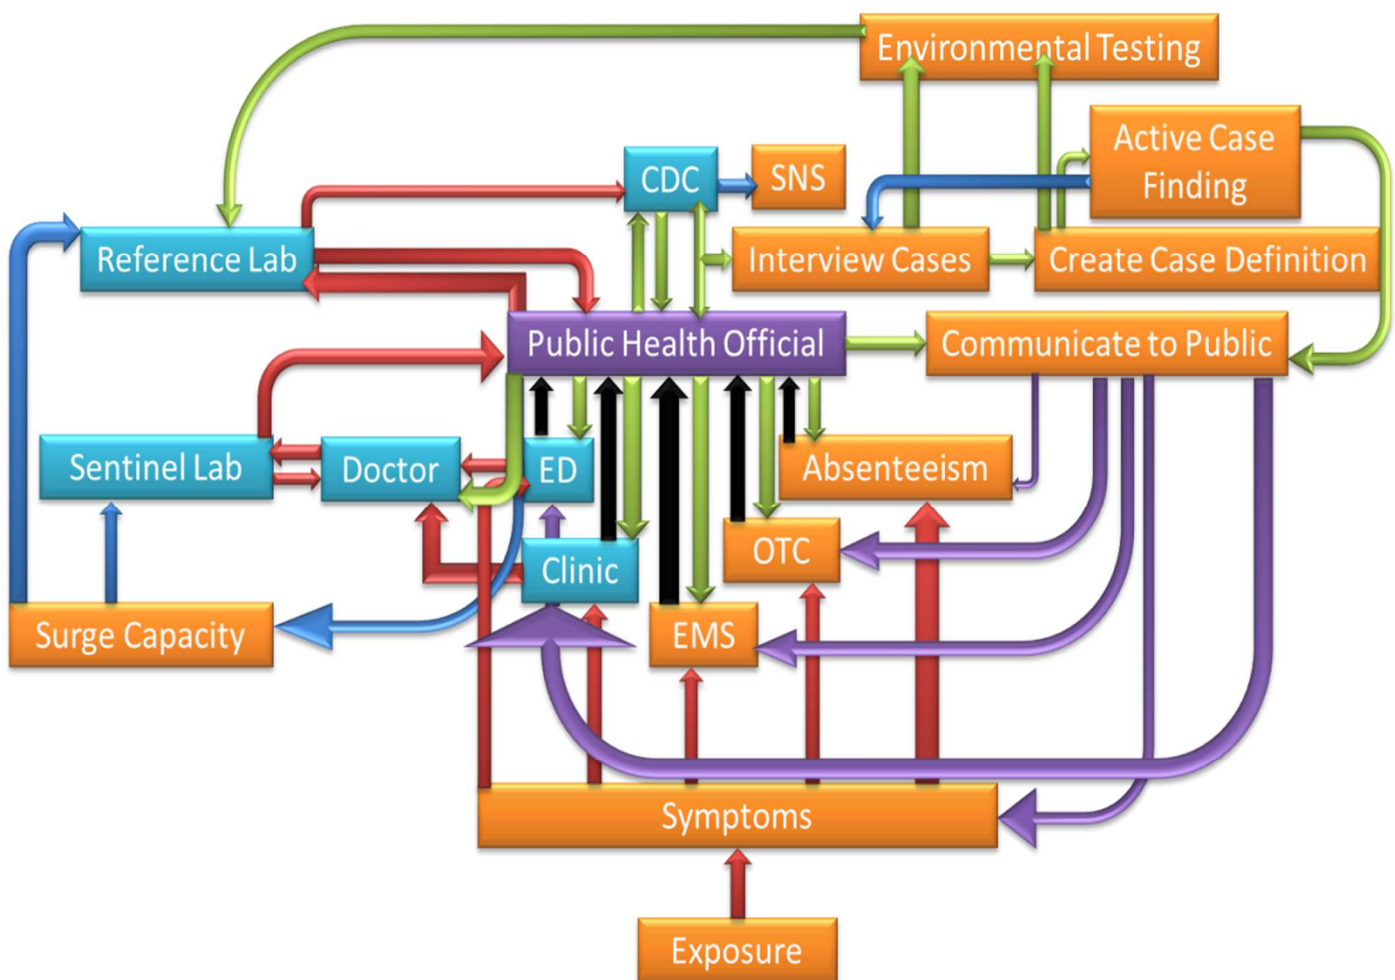 Environmental Testing
Active Case
Finding
CDC
SNS
Reference Lab
Interview Cases
Create Case Definition
Public Health Official
Communicate to Public
Sentinel Lab
Doctor
ED
Absenteeism
OTC
Clinic
Surge Capacity
EMS
Symptoms
Exposure